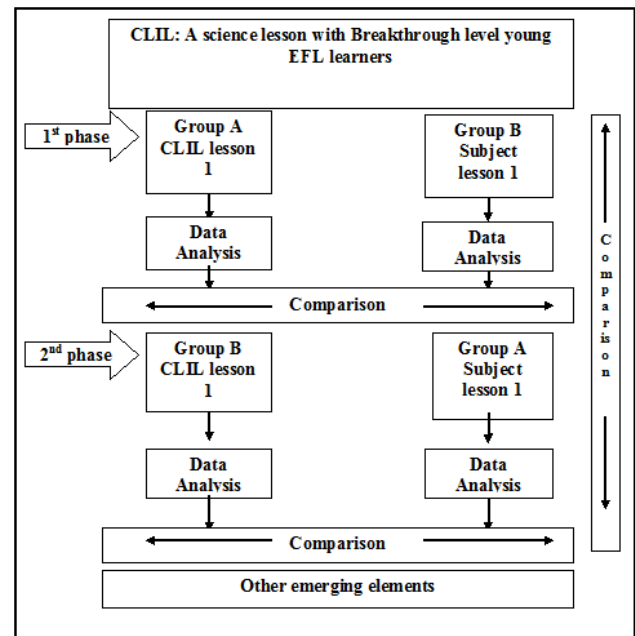 CLIL: A science lesson with Breakthrough level young
EFL learners
1st phase
Group A
CLIL lesson
1
Group B
Subject
lesson 1
Data
Analysis
Data
Analysis
Comparison
2nd phase
Group B
CLIL lesson
1
Group A
Subject
lesson 1
Data
Analysis
Data
Analysis
Comparison
Other emerging elements
Comparison